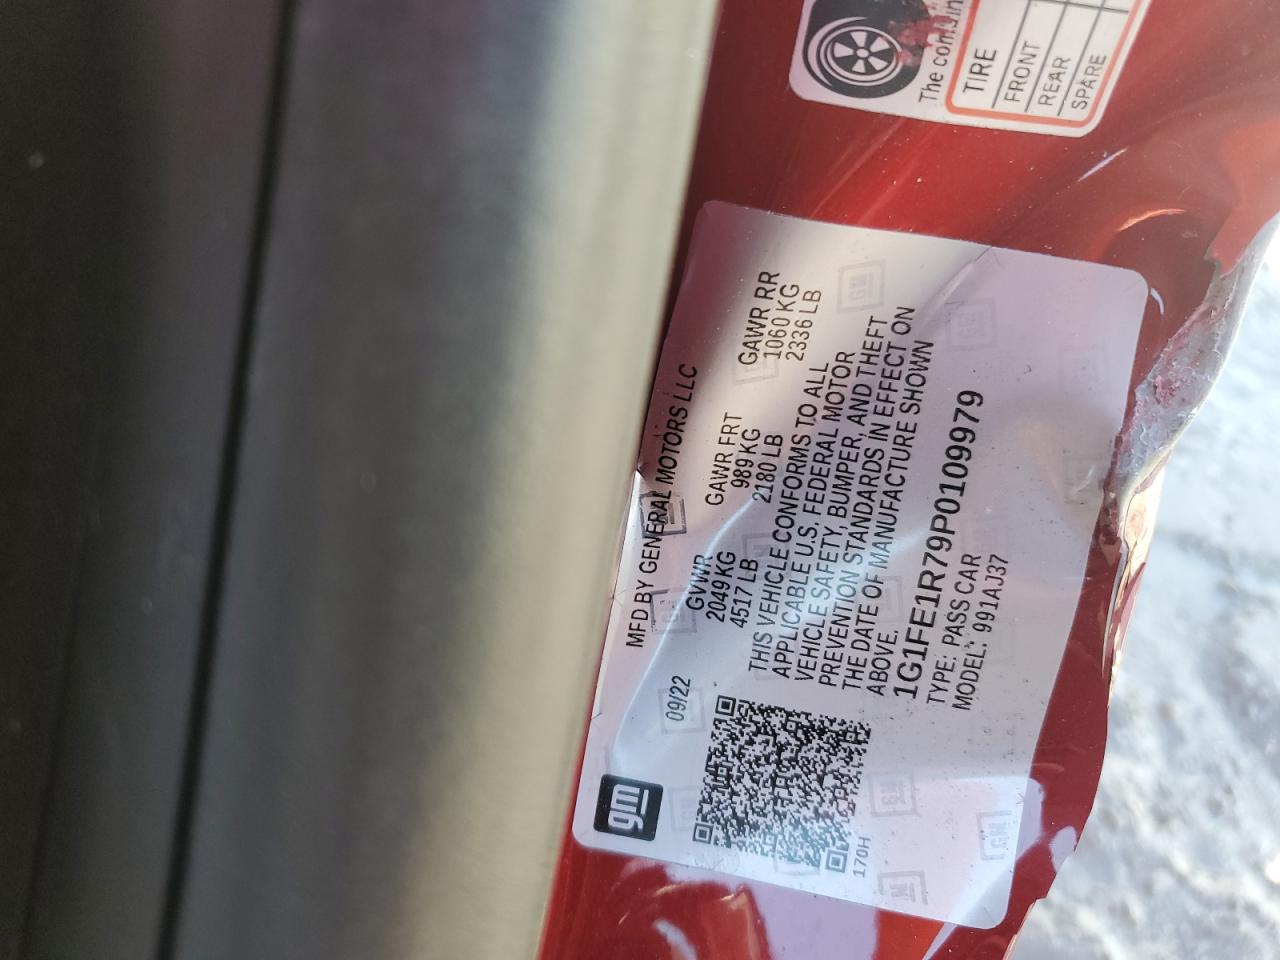 The combin
TIRE
FRONT
REAR
SPARE
gm
09/22
MFD BY GENERAL MOTORS LLC
GVWR GAWR FRT GAWR RR
2049 KG 989 KG 1060 KG
4517 LB 2180 LB 2336 LB
THIS VEHICLE CONFORMS TO ALL
APPLICABLE U.S. FEDERAL MOTOR
VEHICLE SAFETY, BUMPER, AND THEFT
PREVENTION STANDARDS IN EFFECT ON
THE DATE OF MANUFACTURE SHOWN
ABOVE.
1G1FE1R79P0109979
TYPE: PASS CAR
MODEL: 991AJ37
170H